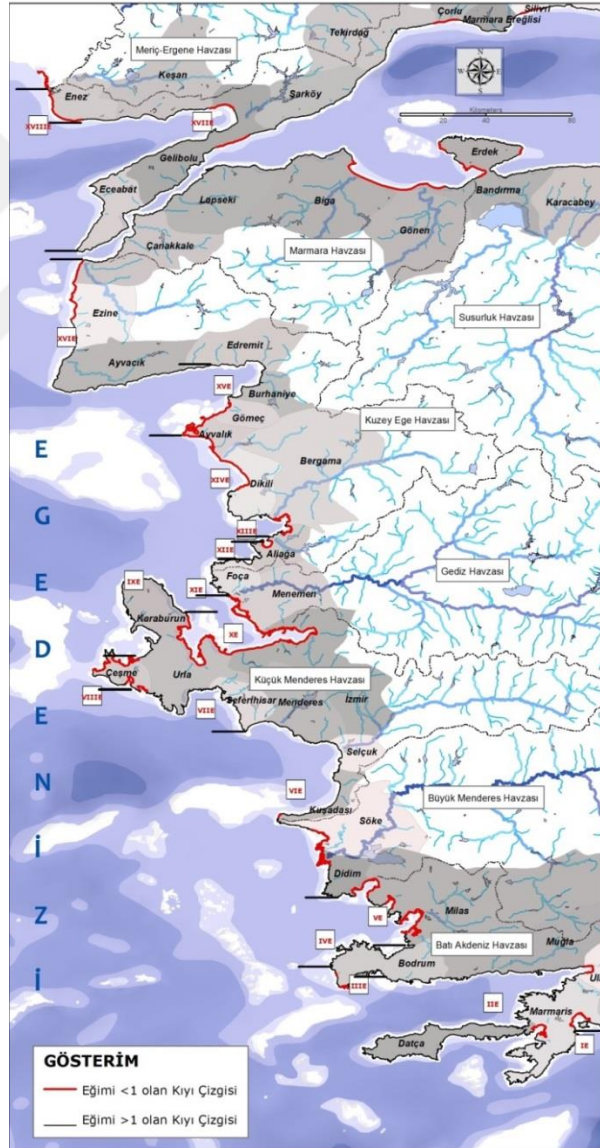 Silivri
Çorlu
Marmara Ereğlisi
Tekirdağ
Meriç-Ergene Havzası
Keşan
Enez
Şarköy
N
W
E
S
Kilometers
0
20
40
80
XVIIIE
XVIIE
Gelibolu
Erdek
Eceabat
Lapseki
Biga
Bandırma
Karacabey
Gönen
Çanakkale
Marmara Havzası
Ezine
Susurluk Havzası
XVIE
Edremit
Ayvacık
XVE
Burhaniye
Gömeç
Kuzey Ege Havzası
Ayvalık
Bergama
XIVE
Dikili
XIIIE
XIIE
Aliağa
Foça
Gediz Havzası
IXE
XIE
Menemen
Karaburun
XE
Çeşme
Urla
Küçük Menderes Havzası
VIIIE
VIIE
Seferihisar
Menderes
İzmir
Selçuk
VIE
Büyük Menderes Havzası
Kuşadası
Söke
Didim
VE
Milas
IVE
Batı Akdeniz Havzası
Muğla
Bodrum
IIIE
IIE
Marmaris
IE
Datça
E
G
E
D
E
N
İ
Z
İ
GÖSTERİM
Eğimi <1 olan Kıyı Çizgisi
Eğimi >1 olan Kıyı Çizgisi